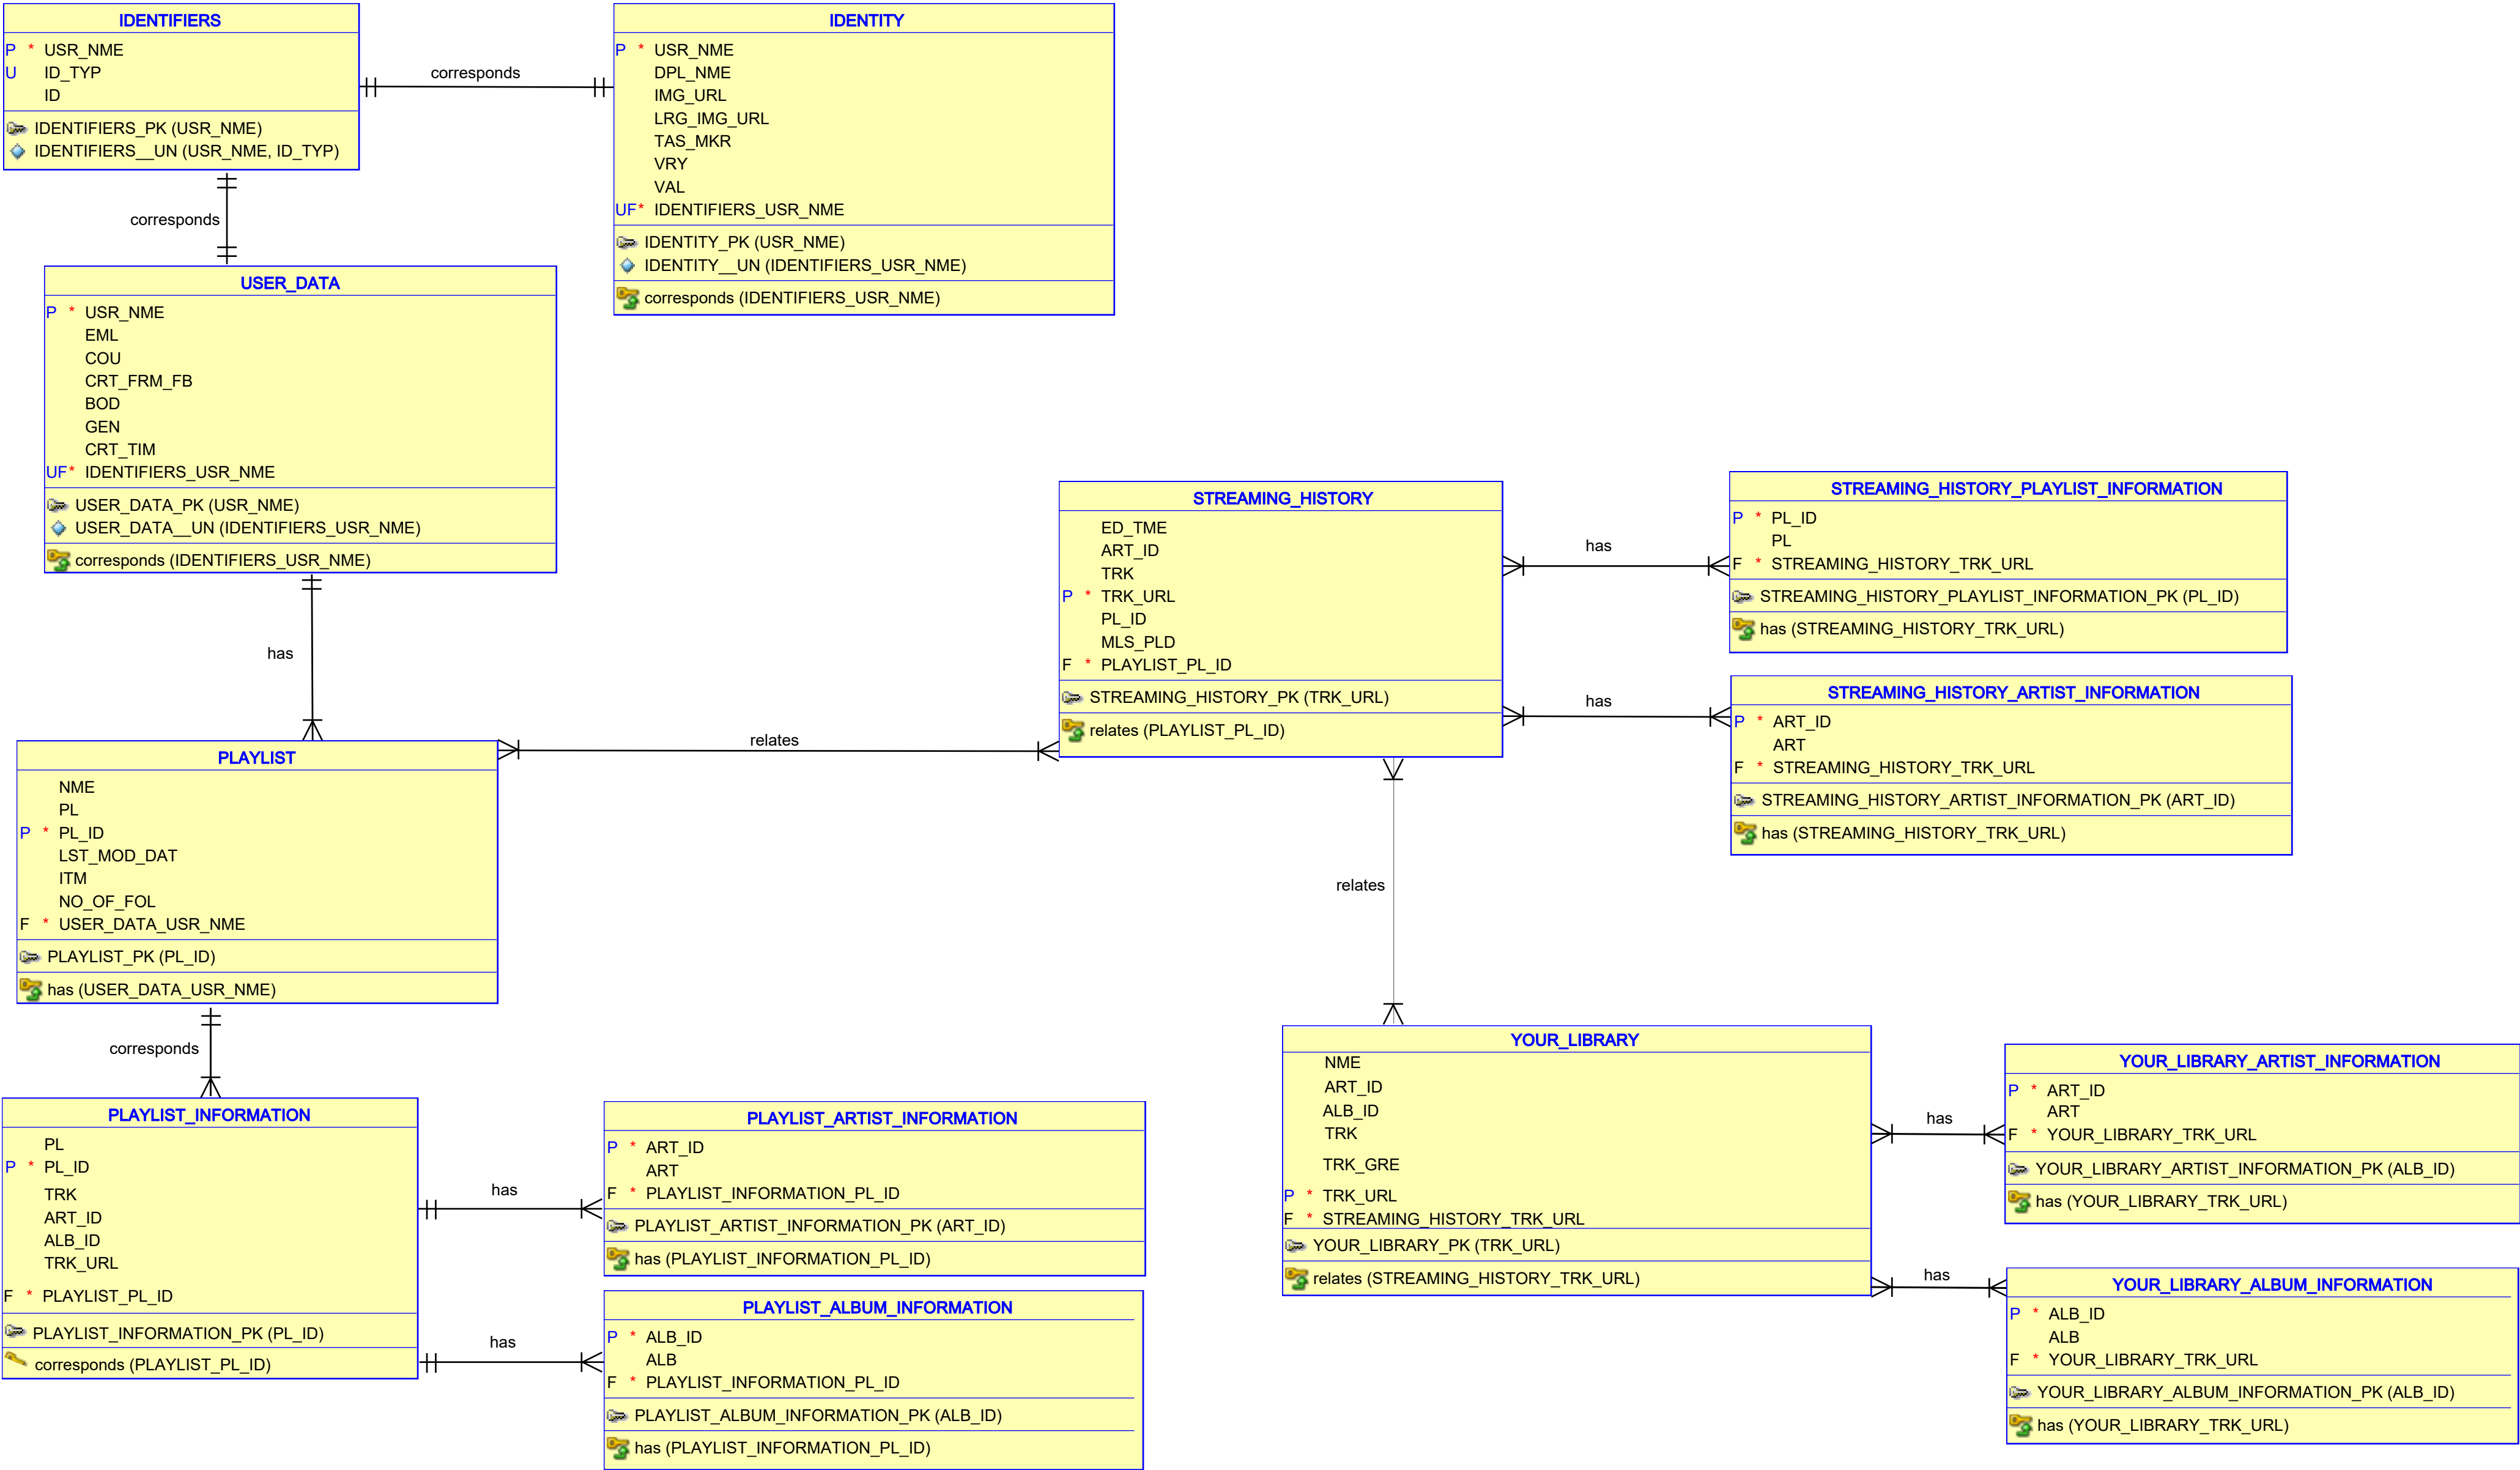 IDENTIFIERS
P * USR_NME
U ID_TYP
ID
IDENTIFIERS_PK (USR_NME)
IDENTIFIERS__UN (USR_NME, ID_TYP)
corresponds
IDENTITY
P * USR_NME
DPL_NME
IMG_URL
LRG_IMG_URL
TAS_MKR
VRY
VAL
UF* IDENTIFIERS_USR_NME
IDENTITY_PK (USR_NME)
IDENTITY__UN (IDENTIFIERS_USR_NME)
corresponds (IDENTIFIERS_USR_NME)
corresponds
USER_DATA
P * USR_NME
EML
COU
CRT_FRM_FB
BOD
GEN
CRT_TIM
UF* IDENTIFIERS_USR_NME
USER_DATA_PK (USR_NME)
USER_DATA__UN (IDENTIFIERS_USR_NME)
corresponds (IDENTIFIERS_USR_NME)
has
PLAYLIST
NME
PL
P * PL_ID
LST_MOD_DAT
ITM
NO_OF_FOL
F * USER_DATA_USR_NME
PLAYLIST_PK (PL_ID)
has (USER_DATA_USR_NME)
relates
STREAMING_HISTORY
ED_TME
ART_ID
TRK
P * TRK_URL
PL_ID
MLS_PLD
F * PLAYLIST_PL_ID
STREAMING_HISTORY_PK (TRK_URL)
relates (PLAYLIST_PL_ID)
has
STREAMING_HISTORY_PLAYLIST_INFORMATION
P * PL_ID
PL
F * STREAMING_HISTORY_TRK_URL
STREAMING_HISTORY_PLAYLIST_INFORMATION_PK (PL_ID)
has (STREAMING_HISTORY_TRK_URL)
has
STREAMING_HISTORY_ARTIST_INFORMATION
P * ART_ID
ART
F * STREAMING_HISTORY_TRK_URL
STREAMING_HISTORY_ARTIST_INFORMATION_PK (ART_ID)
has (STREAMING_HISTORY_TRK_URL)
relates
corresponds
PLAYLIST_INFORMATION
PL
P * PL_ID
TRK
ART_ID
ALB_ID
TRK_URL
F * PLAYLIST_PL_ID
PLAYLIST_INFORMATION_PK (PL_ID)
corresponds (PLAYLIST_PL_ID)
has
PLAYLIST_ARTIST_INFORMATION
P * ART_ID
ART
F * PLAYLIST_INFORMATION_PL_ID
PLAYLIST_ARTIST_INFORMATION_PK (ART_ID)
has (PLAYLIST_INFORMATION_PL_ID)
has
PLAYLIST_ALBUM_INFORMATION
P * ALB_ID
ALB
F * PLAYLIST_INFORMATION_PL_ID
PLAYLIST_ALBUM_INFORMATION_PK (ALB_ID)
has (PLAYLIST_INFORMATION_PL_ID)
YOUR_LIBRARY
NME
ART_ID
ALB_ID
TRK
TRK_GRE
P * TRK_URL
F * STREAMING_HISTORY_TRK_URL
YOUR_LIBRARY_PK (TRK_URL)
relates (STREAMING_HISTORY_TRK_URL)
has
YOUR_LIBRARY_ARTIST_INFORMATION
P * ART_ID
ART
F * YOUR_LIBRARY_TRK_URL
YOUR_LIBRARY_ARTIST_INFORMATION_PK (ALB_ID)
has (YOUR_LIBRARY_TRK_URL)
has
YOUR_LIBRARY_ALBUM_INFORMATION
P * ALB_ID
ALB
F * YOUR_LIBRARY_TRK_URL
YOUR_LIBRARY_ALBUM_INFORMATION_PK (ALB_ID)
has (YOUR_LIBRARY_TRK_URL)